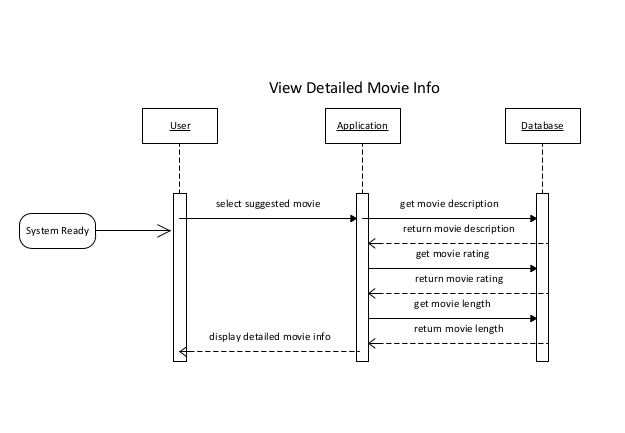 View Detailed Movie Info
User
Application
Database
select suggested movie
get movie description
System Ready
return movie description
get movie rating
return movie rating
get movie length
return movie length
display detailed movie info